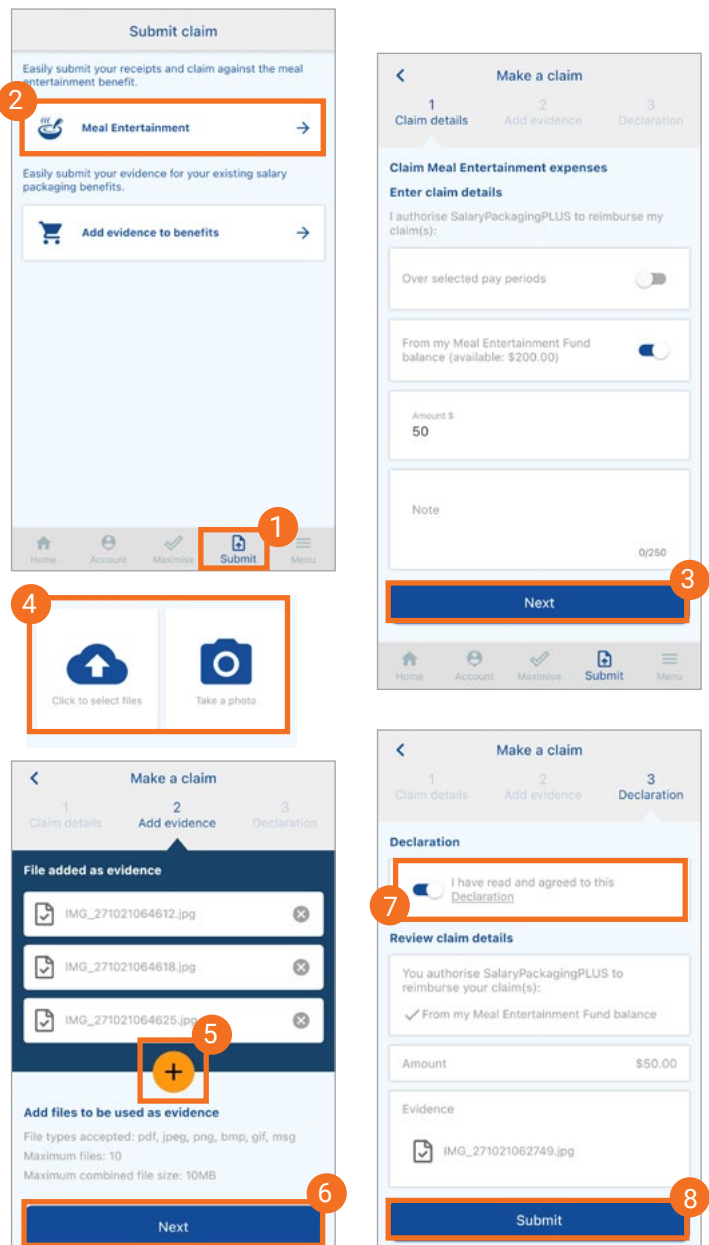 Submit claim
Easily submit your receipts and claim against the meal
entertainment benefit.
2
Meal Entertainment
Easily submit your evidence for your existing salary
packaging benefits.
Add evidence to benefits
1
Home
Account
Maximise
Submit
Menu
Make a claim
1
2
3
Claim details
Add evidence
Declaration
Claim Meal Entertainment expenses
Enter claim details
I authorise SalaryPackagingPLUS to reimburse my
claim(s):
Over selected pay periods
From my Meal Entertainment Fund
balance (available: $200.00)
Amount $
50
Note
0/250
3
Next
Home
Account
Maximise
Submit
Menu
4
Click to select files
Take a photo
Make a claim
1
2
3
Claim details
Add evidence
Declaration
File added as evidence
IMG_271021064612.jpg
IMG_271021064618.jpg
IMG_271021064625.jpg
5
+
Add files to be used as evidence
File types accepted: pdf, jpeg, png, bmp, gif, msg
Maximum files: 10
Maximum combined file size: 10MB
6
Next
Make a claim
1
2
3
Claim details
Add evidence
Declaration
Declaration
I have read and agreed to this
Declaration
7
Review claim details
You authorise SalaryPackagingPLUS to
reimburse your claim(s):
From my Meal Entertainment Fund balance
Amount $50.00
Evidence
IMG_271021062749.jpg
8
Submit